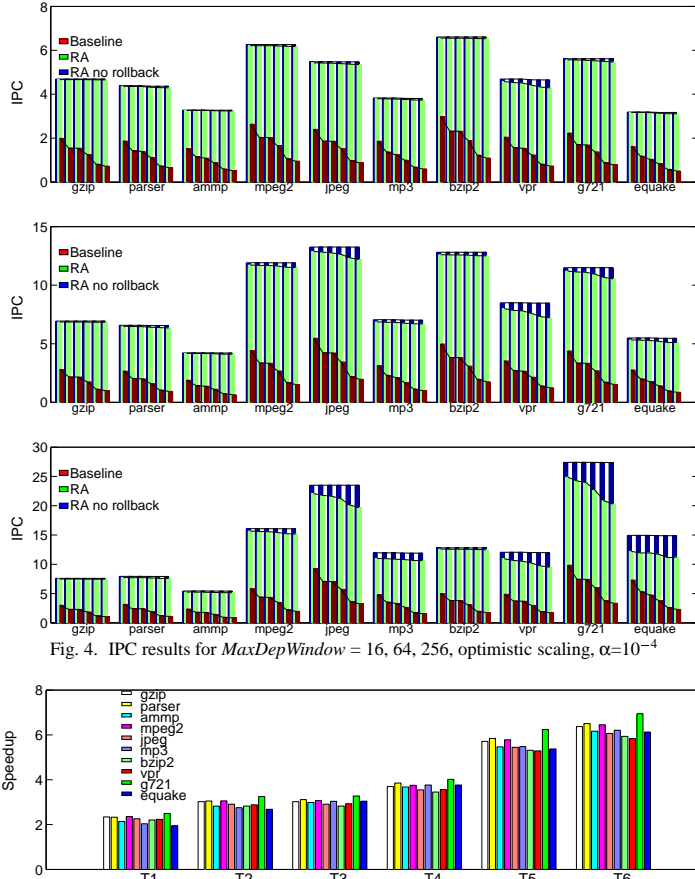 8
6
4
2
0
IPC
Baseline
RA
RA no rollback
gzip parser ammp mpeg2 jpeg mp3 bzip2 vpr g721 equake
15
10
5
0
IPC
Baseline
RA
RA no rollback
gzip parser ammp mpeg2 jpeg mp3 bzip2 vpr g721 equake
30
25
20
15
10
5
0
IPC
Baseline
RA
RA no rollback
gzip parser ammp mpeg2 jpeg mp3 bzip2 vpr g721 equake
Fig. 4. IPC results for MaxDepWindow = 16, 64, 256, optimistic scaling, α=10−4
8
6
4
2
0
Speedup
gzip
parser
ammp
mpeg2
jpeg
mp3
bzip2
vpr
g721
equake
T1 T2 T3 T4 T5 T6